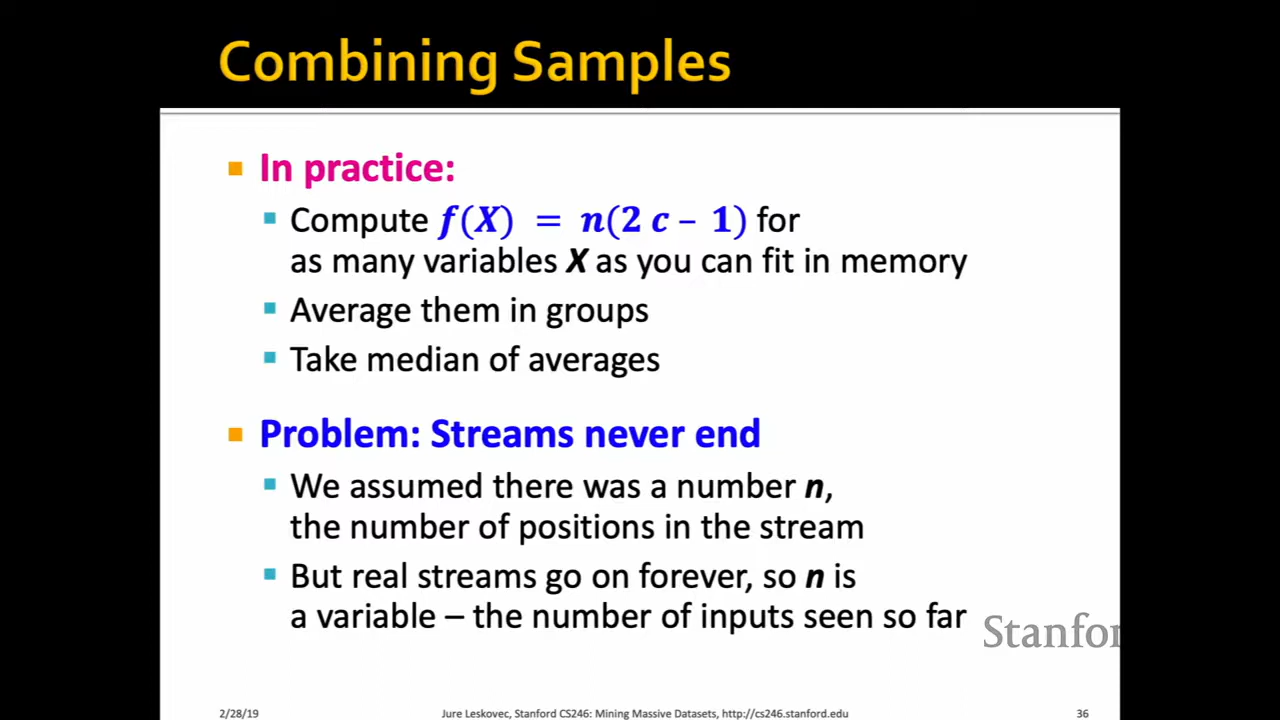 Combining Samples
In practice:
Compute f(X) = n(2 c – 1) for
as many variables X as you can fit in memory
Average them in groups
Take median of averages
Problem: Streams never end
We assumed there was a number n,
the number of positions in the stream
But real streams go on forever, so n is
a variable – the number of inputs seen so far
Stanfor
2/28/19
Jure Leskovec, Stanford CS246: Mining Massive Datasets, http://cs246.stanford.edu
36